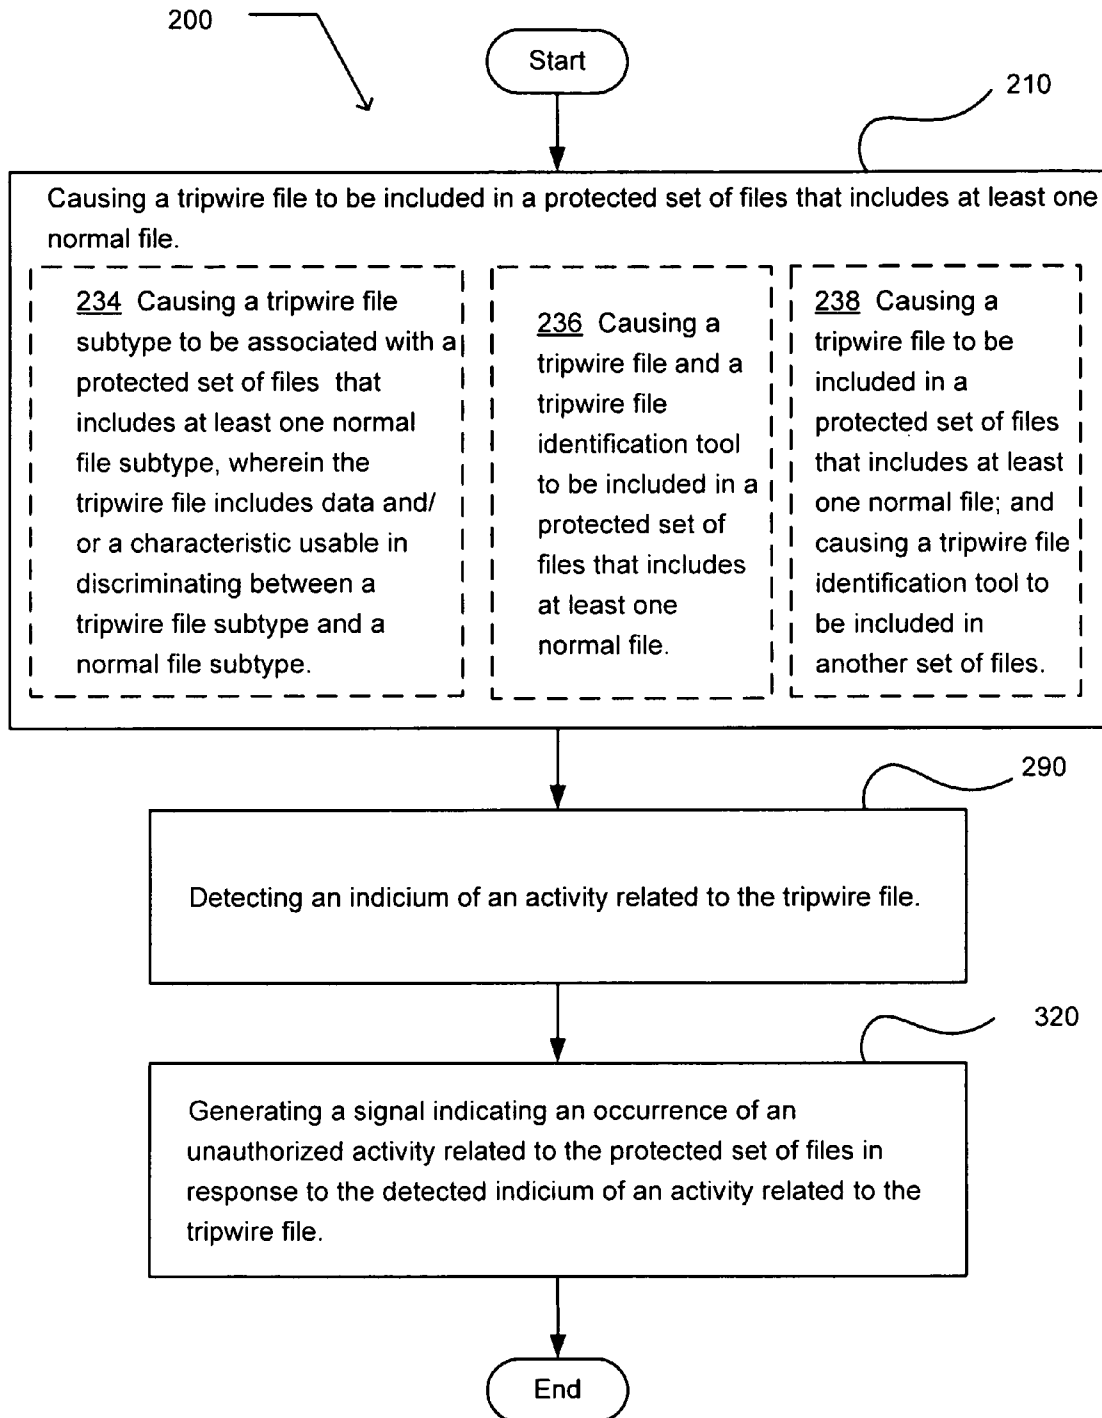 200
Start
210
Causing a tripwire file to be included in a protected set of files that includes at least one
normal file.
234 Causing a tripwire file
subtype to be associated with a
protected set of files that
includes at least one normal
file subtype, wherein the
tripwire file includes data and/
or a characteristic usable in
discriminating between a
tripwire file subtype and a
normal file subtype.
236 Causing a
tripwire file and a
tripwire file
identification tool
to be included in a
protected set of
files that includes
at least one
normal file.
238 Causing a
tripwire file to be
included in a
protected set of files
that includes at least
one normal file; and
causing a tripwire file
identification tool to
be included in
another set of files.
290
Detecting an indicium of an activity related to the tripwire file.
320
Generating a signal indicating an occurrence of an
unauthorized activity related to the protected set of files in
response to the detected indicium of an activity related to the
tripwire file.
End